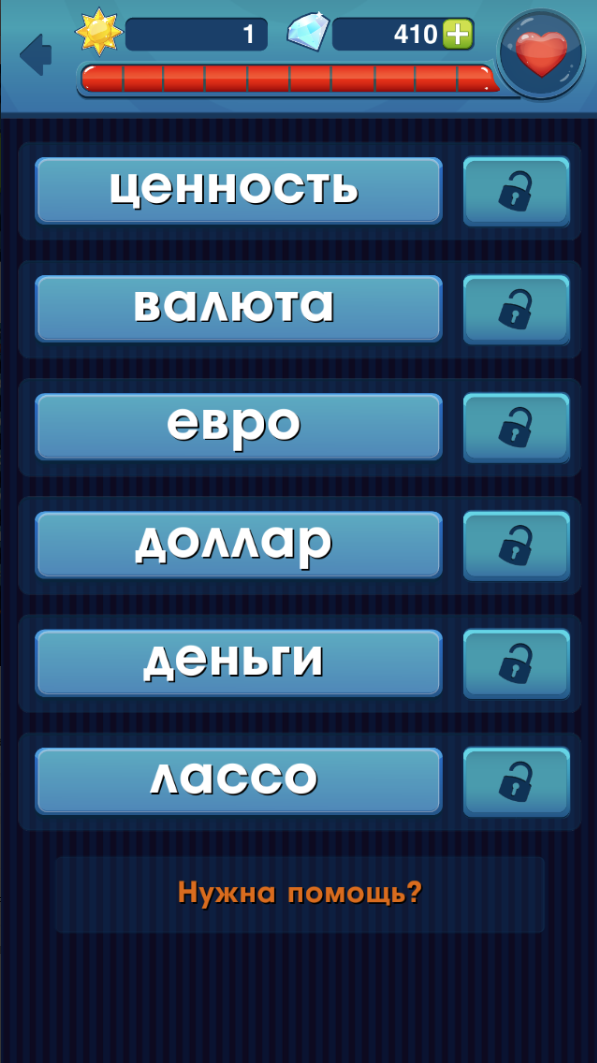 1
410
ценность
валюта
евро
доллар
деньги
лассо
Нужна помощь?